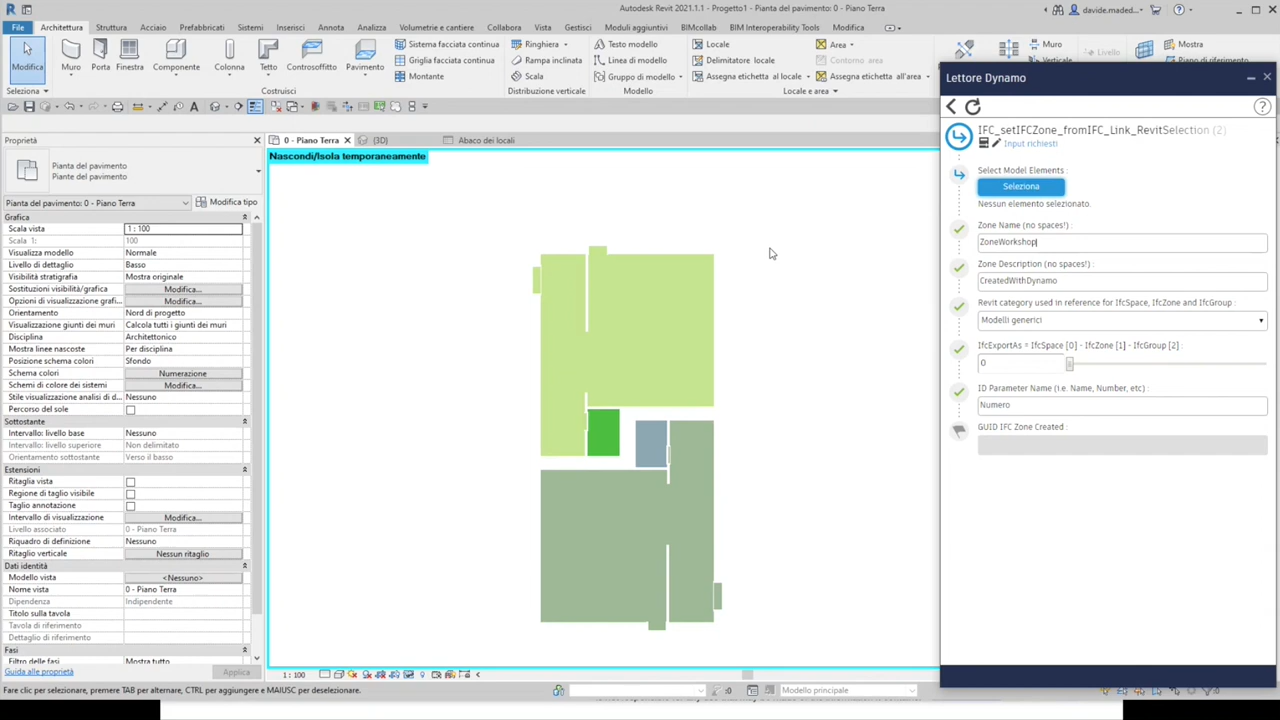 Autodesk Revit 2021.1.1 - Progetto1 - Pianta del pavimento: 0 - Piano Terra
davide.maded...
File Architettura Struttura Acciaio Prefabbricati Sistemi Inserisci Annota Analizza Volumetrie e cantiere Collabora Vista Gestisci Moduli aggiuntivi BIMcollab BIM Interoperability Tools Modifica
Modifica Muro Porta Finestra Componente Colonna Tetto Controsoffitto Pavimento
Sistema facciata continua
Griglia facciata continua
Montante
Ringhiera
Rampa inclinata
Scala
Testo modello
Linea di modello
Gruppo di modello
Locale
Delimitatore locale
Assegna etichetta al locale
Area
Contorno area
Assegna etichetta all'area
Muro
Verticale
Livello
Mostra
Piano di riferimento
Seleziona Costruisci Distribuzione verticale Modello Locale e area
Proprietà
0 - Piano Terra
(3D)
Abaco dei locali
Nascondi/Isola temporaneamente
Pianta del pavimento
Piante del pavimento
Pianta del pavimento: 0 - Piano Terra
Modifica tipo
Grafica
Scala vista 1 : 100
Scala 1: 100
Visualizza modello Normale
Livello di dettaglio Basso
Visibilità stratigrafia Mostra originale
Sostituzioni visibilità/grafica Modifica...
Opzioni di visualizzazione grafi... Modifica...
Orientamento Nord di progetto
Visualizzazione giunti dei muri Calcola tutti i giunti dei muri
Disciplina Architettonico
Mostra linee nascoste Per disciplina
Posizione schema colori Sfondo
Schema colori Numerazione
Schemi di colore dei sistemi Modifica...
Stile visualizzazione analisi di d... Nessuno
Percorso del sole
Sottostante
Intervallo: livello base Nessuno
Intervallo: livello superiore Non delimitato
Orientamento sottostante Verso il basso
Estensioni
Ritaglia vista
Regione di taglio visibile
Taglio annotazione
Intervallo di visualizzazione Modifica...
Livello associato 0 - Piano Terra
Riquadro di definizione Nessuno
Ritaglio verticale Nessun ritaglio
Dati identità
Modello vista <Nessuno>
Nome vista 0 - Piano Terra
Dipendenza Indipendente
Titolo sulla tavola
Tavola di riferimento
Dettaglio di riferimento
Fasi
Filtro delle fasi Mostra tutto
Guida alle proprietà
Applica
1 : 100
Fare clic per selezionare, premere TAB per alternare, CTRL per aggiungere e MAIUSC per deselezionare.
:0
Modello principale
:0
Lettore Dynamo
IFC_setIFCZone_fromIFC_Link_RevitSelection (2)
Input richiesti
Select Model Elements :
Seleziona
Nessun elemento selezionato.
Zone Name (no spaces!) :
ZoneWorkshop
Zone Description (no spaces!) :
CreatedWithDynamo
Revit category used in reference for IfcSpace, IfcZone and IfcGroup :
Modelli generici
IfcExportAs = IfcSpace [0] - IfcZone [1] - IfcGroup [2] :
0
ID Parameter Name (i.e. Name, Number, etc) :
Numero
GUID IFC Zone Created :